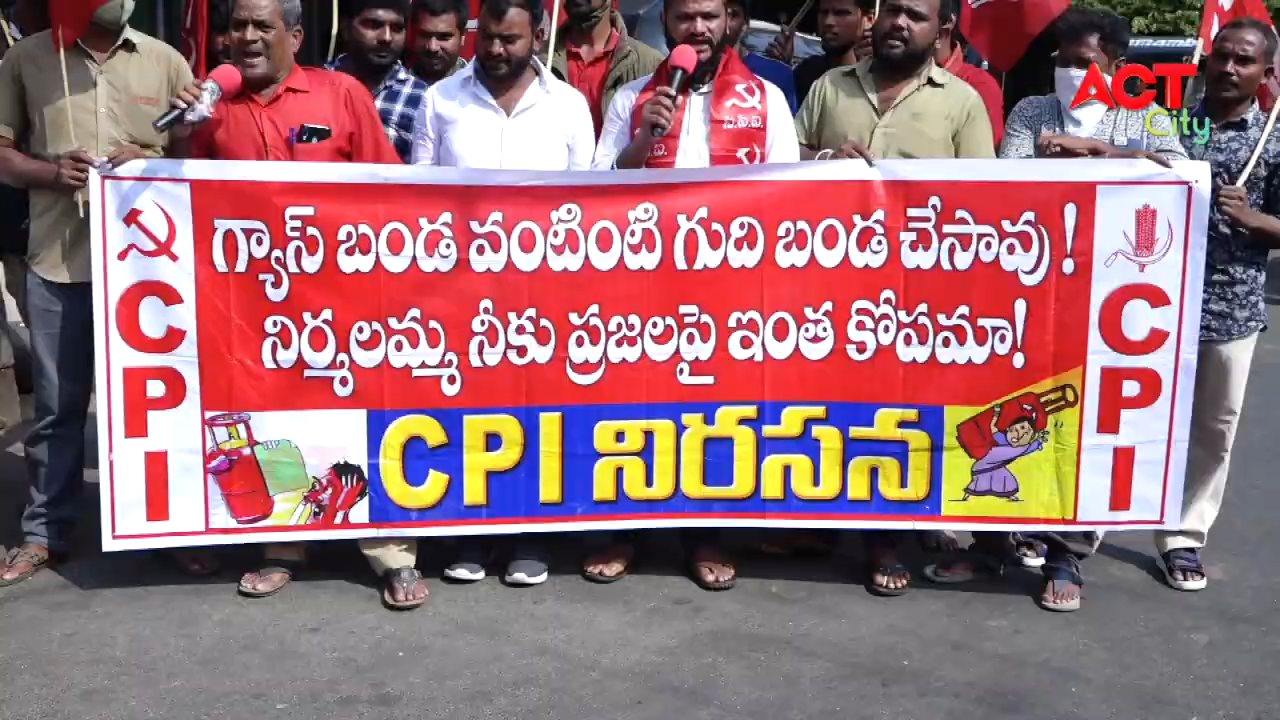 ACT
City
సి.పి.ఐ.
గ్యాస్ బండ వంటింటి గుది బండ చేసావు !
నిర్మలమ్మ నీకు ప్రజలపై ఇంత కోపమా!
CPI నిరసన
CPI
CPI